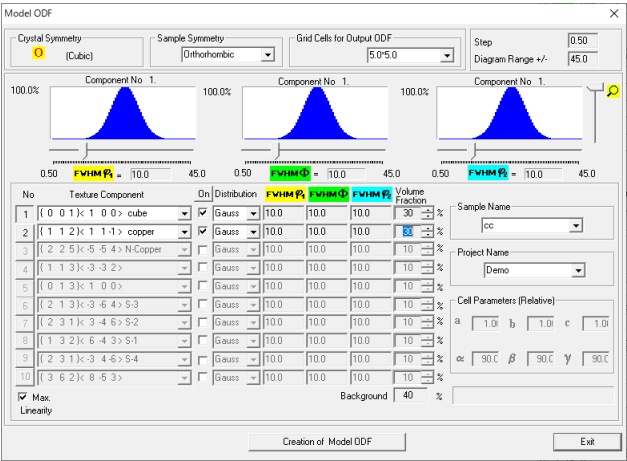 Model ODF
Crystal Symmetry
O (Cubic)
Sample Symmetry
Orthorhombic
Grid Cells for Output ODF
5.0*5.0
Step 0.50
Diagram Range +/- 45.0
Component No 1.
100.0%
Component No 1.
100.0%
Component No 1.
100.0%
0.50 FWHM φ1 = 10.0 45.0
0.50 FWHM Φ = 10.0 45.0
0.50 FWHM φ2 = 10.0 45.0
No Texture Component On Distribution FWHM φ1 FWHM Φ FWHM φ2 Volume Fraction
1 { 0 0 1}< 1 0 0> cube Gauss 10.0 10.0 10.0 30 %
2 { 1 1 2}< 1 1-1> copper Gauss 10.0 10.0 10.0 30 %
3 { 2 2 5}<-5 -5 4> N-Copper Gauss 10.0 10.0 10.0 10 %
4 { 1 1 3}<-3 -3 2> Gauss 10.0 10.0 10.0 10 %
5 { 0 1 3}< 1 0 0> Gauss 10.0 10.0 10.0 10 %
6 { 2 1 3}<-3 -6 4> S-3 Gauss 10.0 10.0 10.0 10 %
7 { 2 3 1}< 3 -4 6> S-2 Gauss 10.0 10.0 10.0 10 %
8 { 1 3 2}< 6 -4 3> S-1 Gauss 10.0 10.0 10.0 10 %
9 { 2 3 1}<-3 4 6> S-4 Gauss 10.0 10.0 10.0 10 %
10 { 3 6 2}< 8 -5 3> Gauss 10.0 10.0 10.0 10 %
Max. Linearity
Background 40 %
Sample Name
cc
Project Name
Demo
Cell Parameters (Relative)
a 1.0 b 1.0 c 1.0
α 90.0 β 90.0 γ 90.0
Creation of Model ODF
Exit